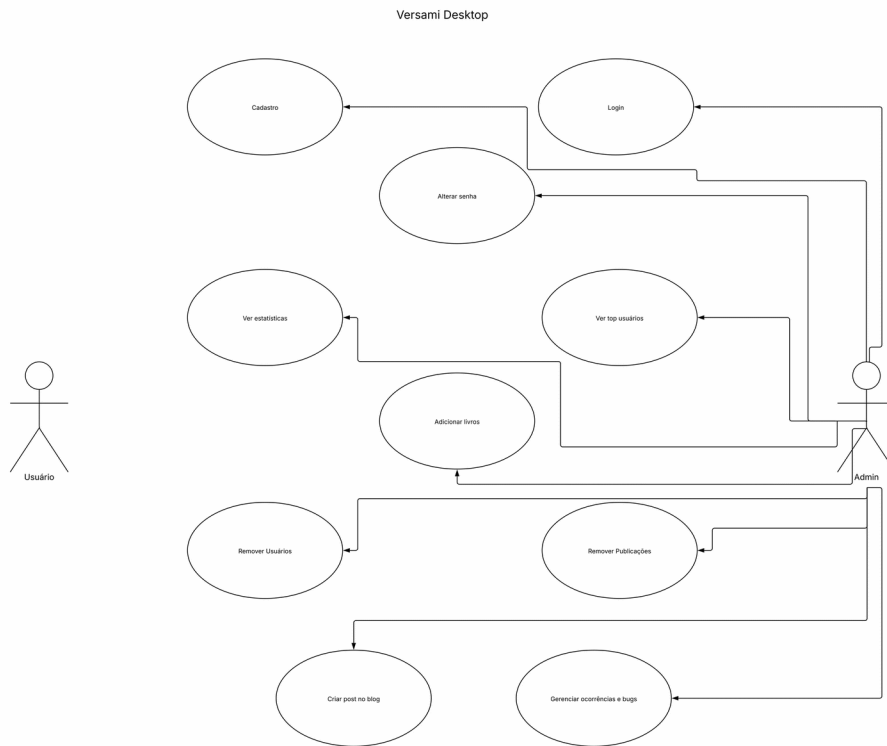 Versami Desktop
Cadastro
Login
Alterar senha
Ver estatísticas
Ver top usuários
Adicionar livros
Usuário
Admin
Remover Usuários
Remover Publicações
Criar post no blog
Gerenciar ocorrências e bugs